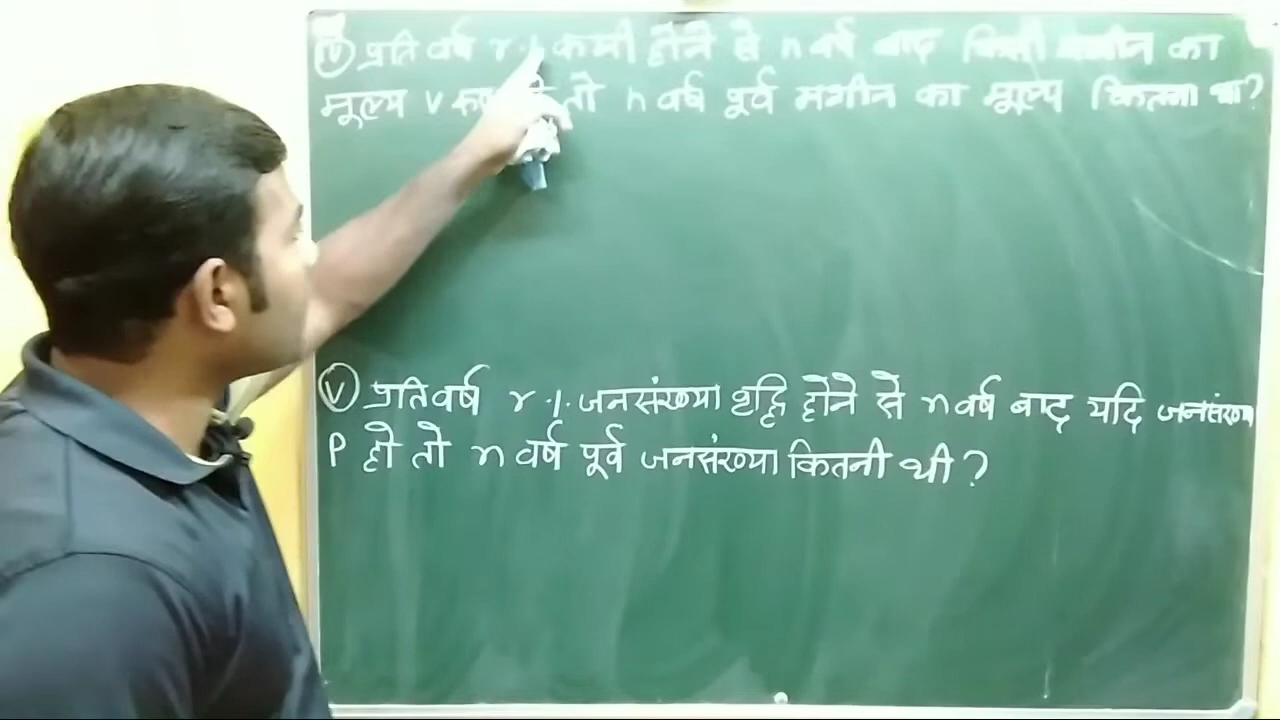 (iv) प्रति वर्ष r % कमी होने से n वर्ष बाद किसी मशीन का
मूल्य v हो तो n वर्ष पूर्व मशीन का मूल्य कितना था?
(v) प्रति वर्ष r % जनसंख्या वृद्धि होने से n वर्ष बाद यदि जनसंख्या
P हो तो n वर्ष पूर्व जनसंख्या कितनी थी ?